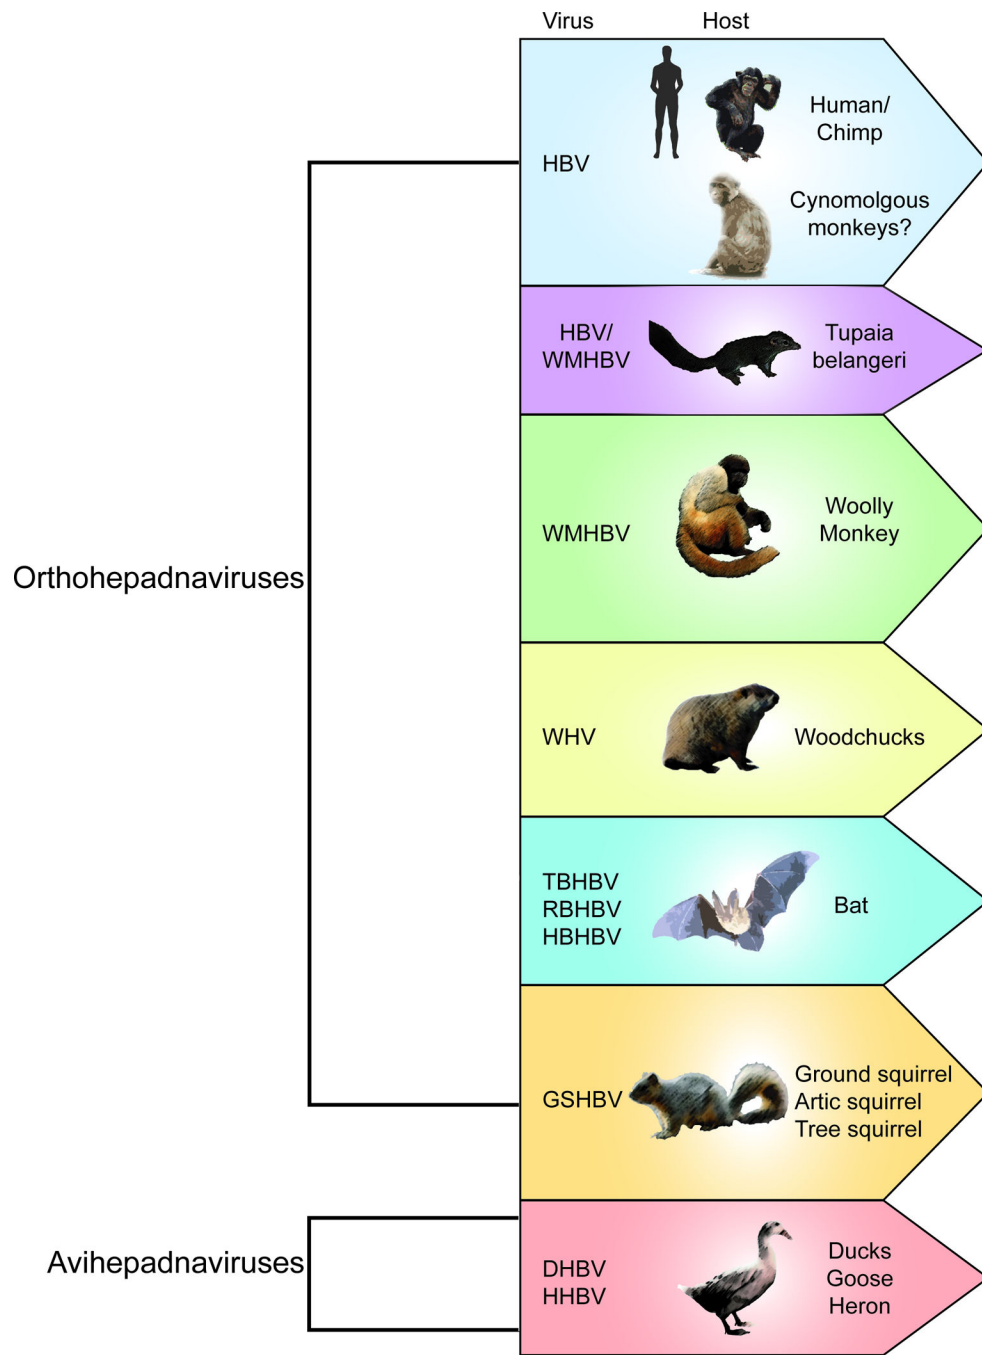 Virus Host
HBV
Human/
Chimp
Cynomolgous
monkeys?
HBV/
WMHBV
Tupaia
belangeri
WMHBV
Woolly
Monkey
Orthohepadnaviruses
WHV
Woodchucks
TBHBV
RBHBV
HBHBV
Bat
GSHBV
Ground squirrel
Artic squirrel
Tree squirrel
Avihepadnaviruses
DHBV
HHBV
Ducks
Goose
Heron